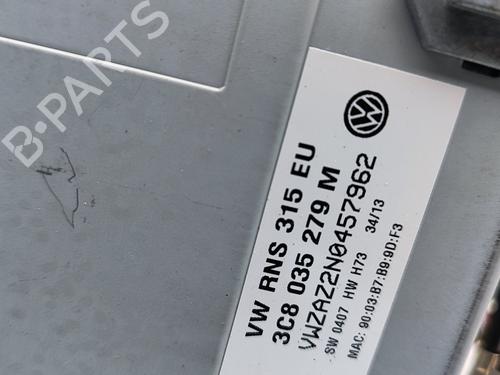 B-PARTS
VW RNS 315 EU
3C8 035 279 M
VWZAZ2N0457962
SW 0407 HW H73 34/13
MAC: 90:03:B7:B9:9D:F3